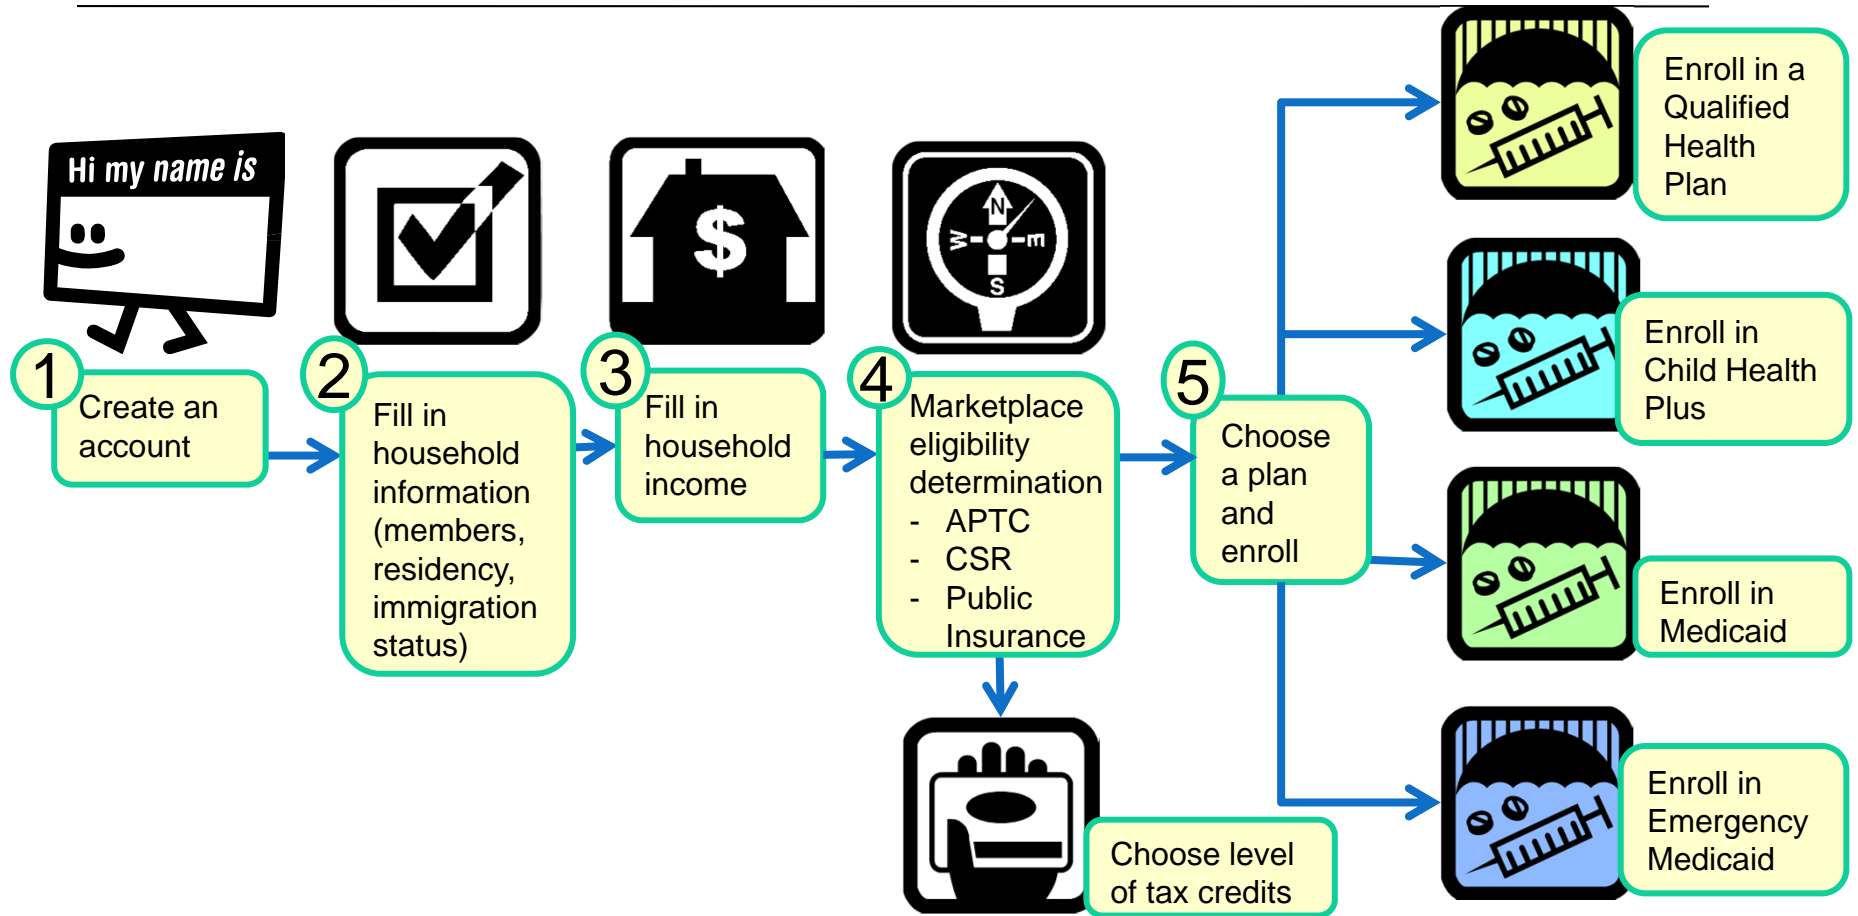 Hi my name is
1
Create an
account
2
Fill in
household
information
(members,
residency,
immigration
status)
3
Fill in
household
income
$
N
W
E
S
4
Marketplace
eligibility
determination
- APTC
- CSR
- Public
Insurance
Choose level
of tax credits
5
Choose
a plan
and
enroll
Enroll in a
Qualified
Health
Plan
Enroll in
Child Health
Plus
Enroll in
Medicaid
Enroll in
Emergency
Medicaid